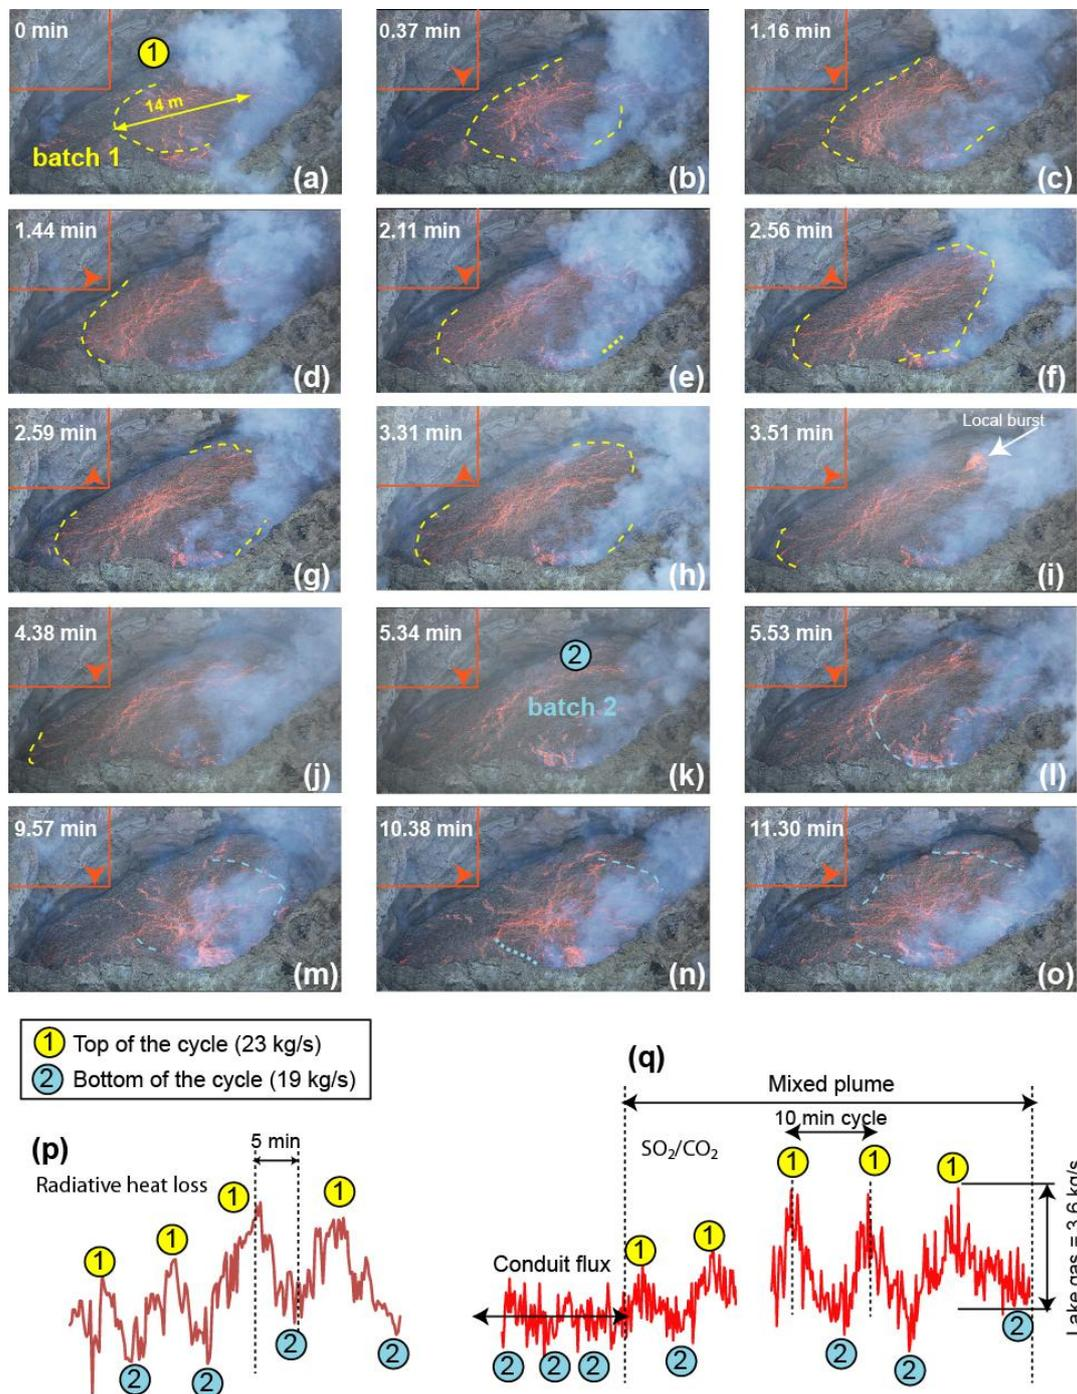 0 min
1
14 m
batch 1
(a)
0.37 min
(b)
1.16 min
(c)
1.44 min
(d)
2.11 min
(e)
2.56 min
(f)
2.59 min
(g)
3.31 min
(h)
3.51 min
Local burst
(i)
4.38 min
(j)
5.34 min
2
batch 2
(k)
5.53 min
(l)
9.57 min
(m)
10.38 min
(n)
11.30 min
(o)
1 Top of the cycle (23 kg/s)
2 Bottom of the cycle (19 kg/s)
(p)
5 min
Radiative heat loss
1
1
1
1
2
2
2
2
(q)
Mixed plume
10 min cycle
SO₂/CO₂
Conduit flux
1
1
1
1
1
2
2
2
2
2
2
2
Lake gas = 3.6 kg/s